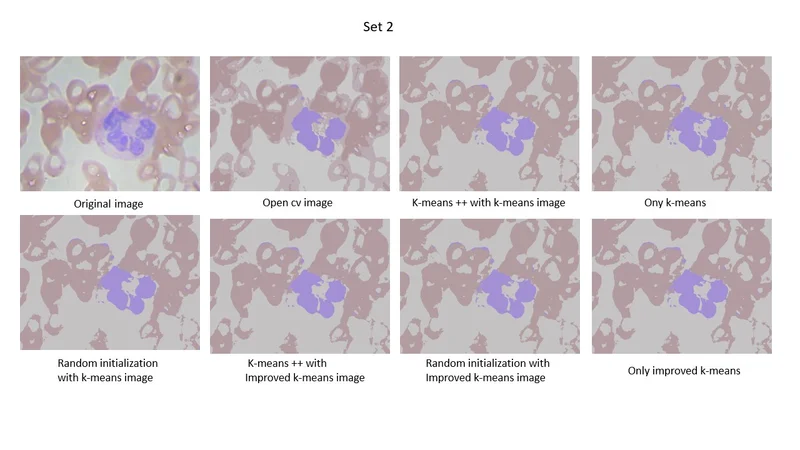 Set 2
Original image
Open cv image
K-means ++ with k-means image
Ony k-means
Random initialization
with k-means image
K-means ++ with
Improved k-means image
Random initialization with
Improved k-means image
Only improved k-means